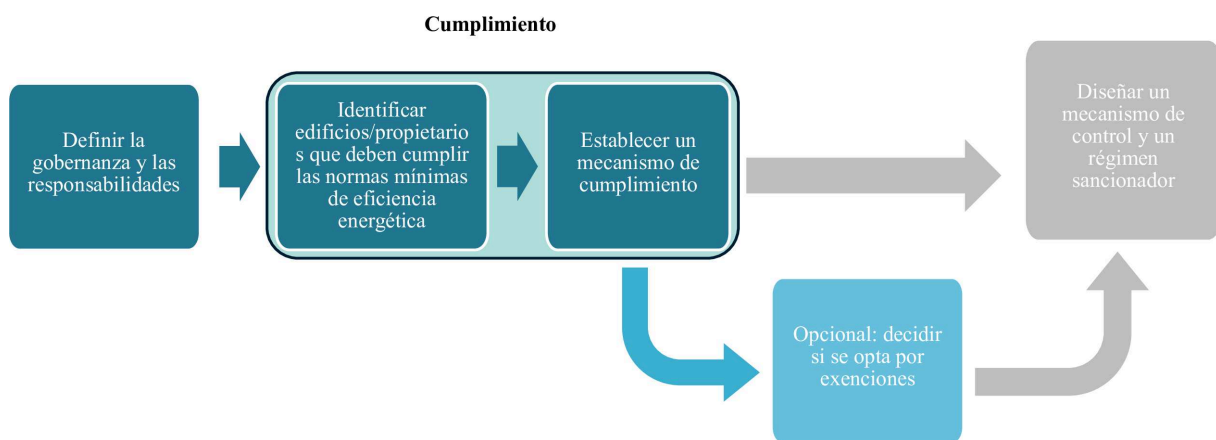 Cumplimiento
Definir la
gobernanza y las
responsabilidades
Identificar
edificios/propietario
s que deben cumplir
las normas mínimas
de eficiencia
energética
Establecer un
mecanismo de
cumplimiento
Diseñar un
mecanismo de
control y un
régimen
sancionador
Opcional: decidir
si se opta por
exenciones